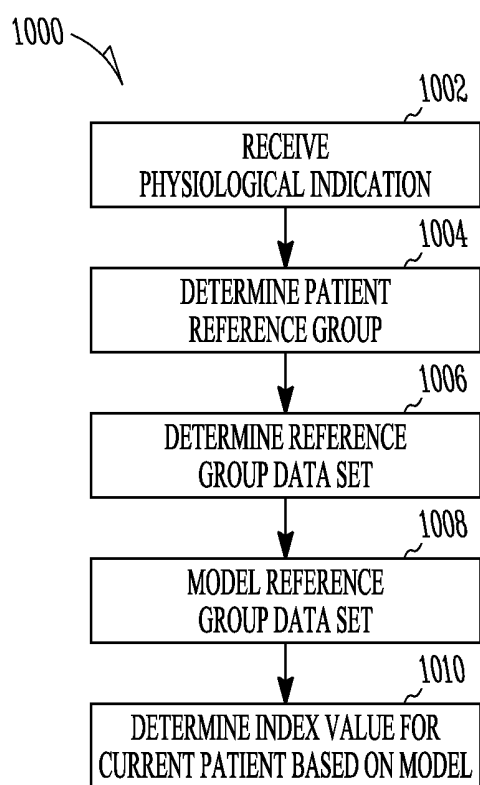 1000
1002
RECEIVE
PHYSIOLOGICAL INDICATION
1004
DETERMINE PATIENT
REFERENCE GROUP
1006
DETERMINE REFERENCE
GROUP DATA SET
1008
MODEL REFERENCE
GROUP DATA SET
1010
DETERMINE INDEX VALUE FOR
CURRENT PATIENT BASED ON MODEL